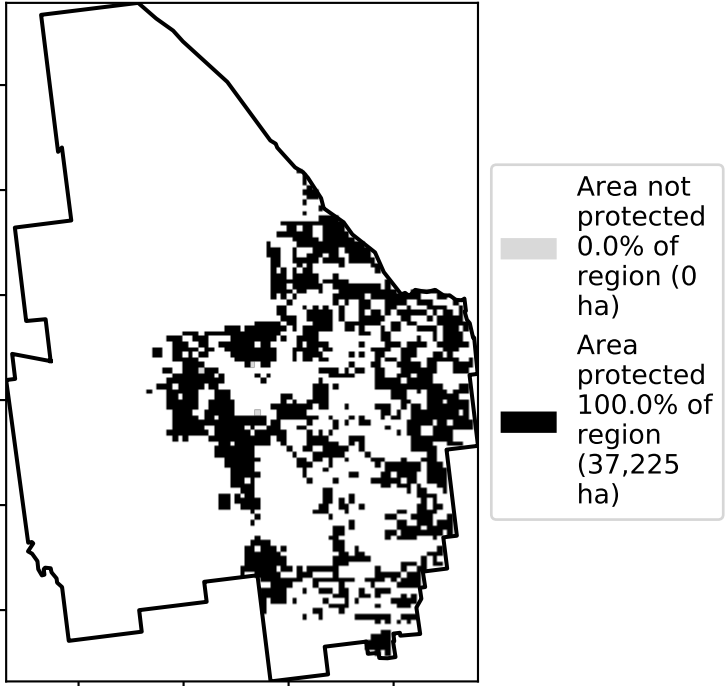 Area not
protected
0.0% of
region (0
ha)
Area
protected
100.0% of
region
(37,225
ha)